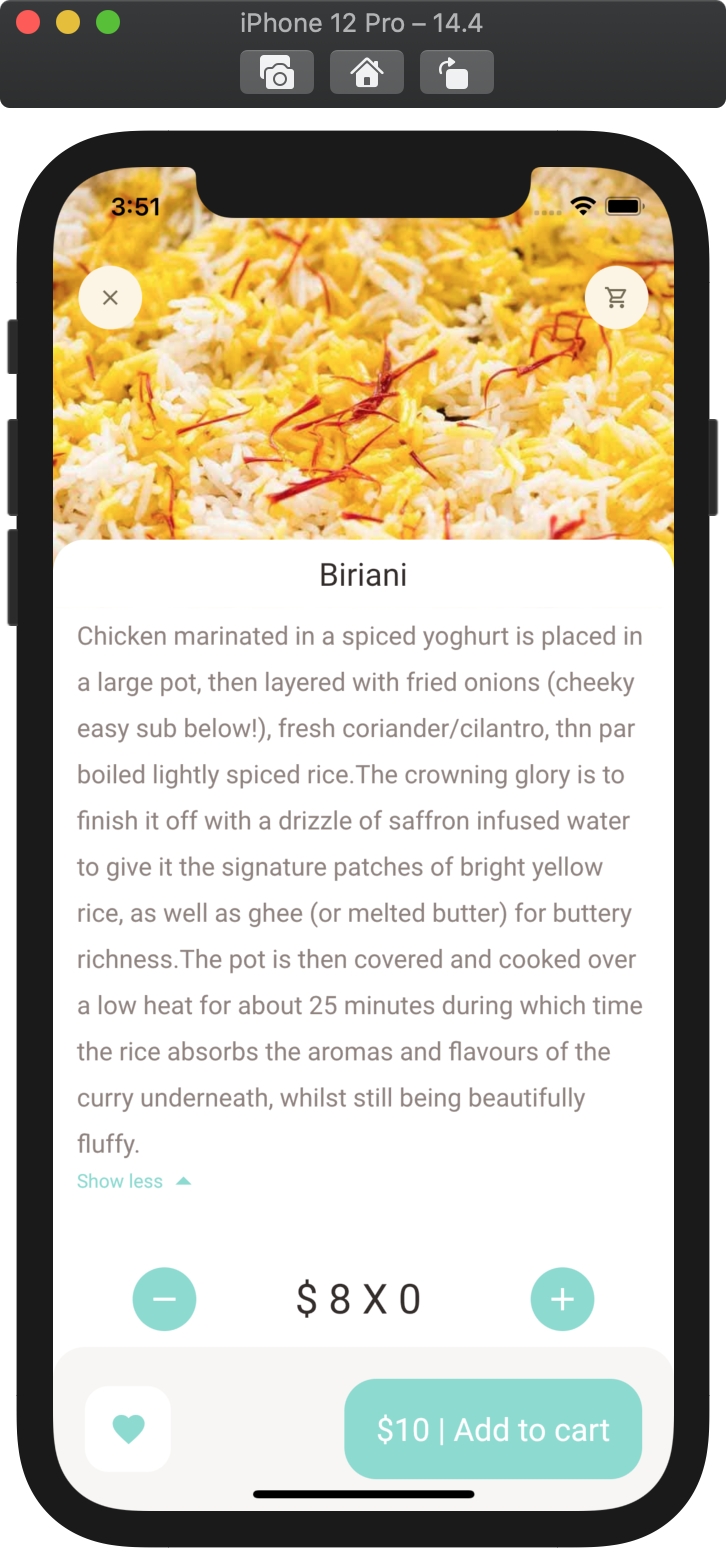 iPhone 12 Pro – 14.4
3:51
Biriani
Chicken marinated in a spiced yoghurt is placed in
a large pot, then layered with fried onions (cheeky
easy sub below!), fresh coriander/cilantro, thn par
boiled lightly spiced rice.The crowning glory is to
finish it off with a drizzle of saffron infused water
to give it the signature patches of bright yellow
rice, as well as ghee (or melted butter) for buttery
richness.The pot is then covered and cooked over
a low heat for about 25 minutes during which time
the rice absorbs the aromas and flavours of the
curry underneath, whilst still being beautifully
fluffy.
Show less
$ 8 X 0
$10 | Add to cart